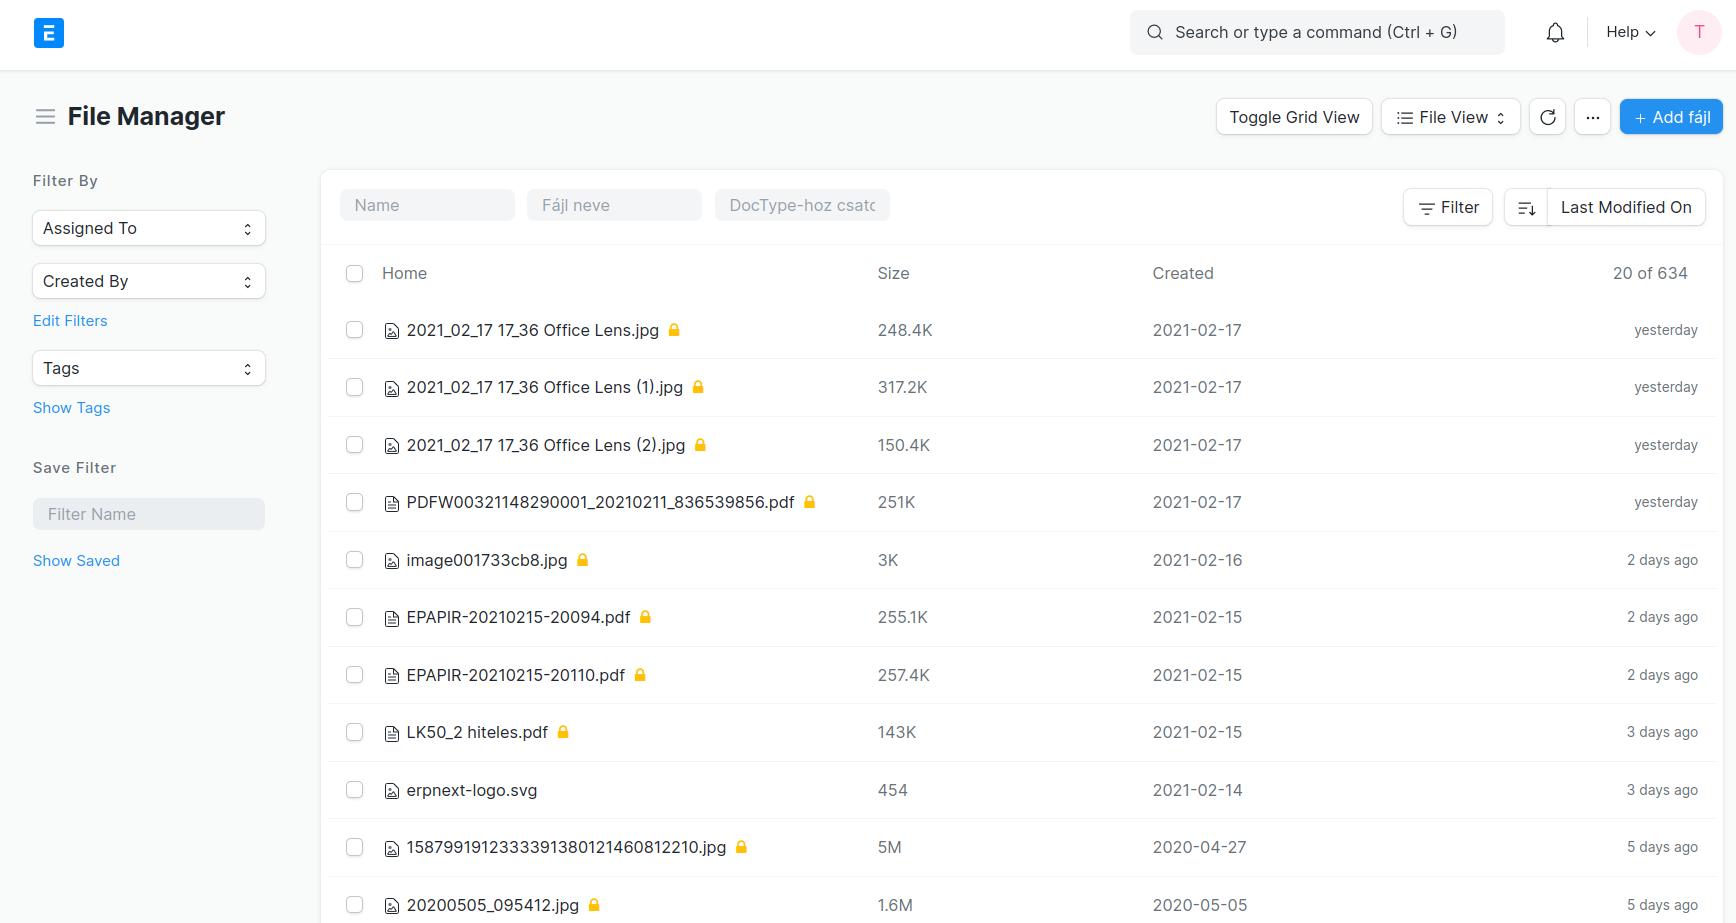 E
Search or type a command (Ctrl + G)
Help
T
File Manager
Toggle Grid View
File View
...
+ Add fájl
Filter By
Assigned To
Created By
Edit Filters
Tags
Show Tags
Save Filter
Filter Name
Show Saved
Name
Fájl neve
DocType-hoz csatc
Filter
Last Modified On
Home Size Created 20 of 634
2021_02_17 17_36 Office Lens.jpg 248.4K 2021-02-17 yesterday
2021_02_17 17_36 Office Lens (1).jpg 317.2K 2021-02-17 yesterday
2021_02_17 17_36 Office Lens (2).jpg 150.4K 2021-02-17 yesterday
PDFW00321148290001_20210211_836539856.pdf 251K 2021-02-17 yesterday
image001733cb8.jpg 3K 2021-02-16 2 days ago
EPAPIR-20210215-20094.pdf 255.1K 2021-02-15 2 days ago
EPAPIR-20210215-20110.pdf 257.4K 2021-02-15 2 days ago
LK50_2 hiteles.pdf 143K 2021-02-15 3 days ago
erpnext-logo.svg 454 2021-02-14 3 days ago
15879919123333913801214608​12210.jpg 5M 2020-04-27 5 days ago
20200505_095412.jpg 1.6M 2020-05-05 5 days ago